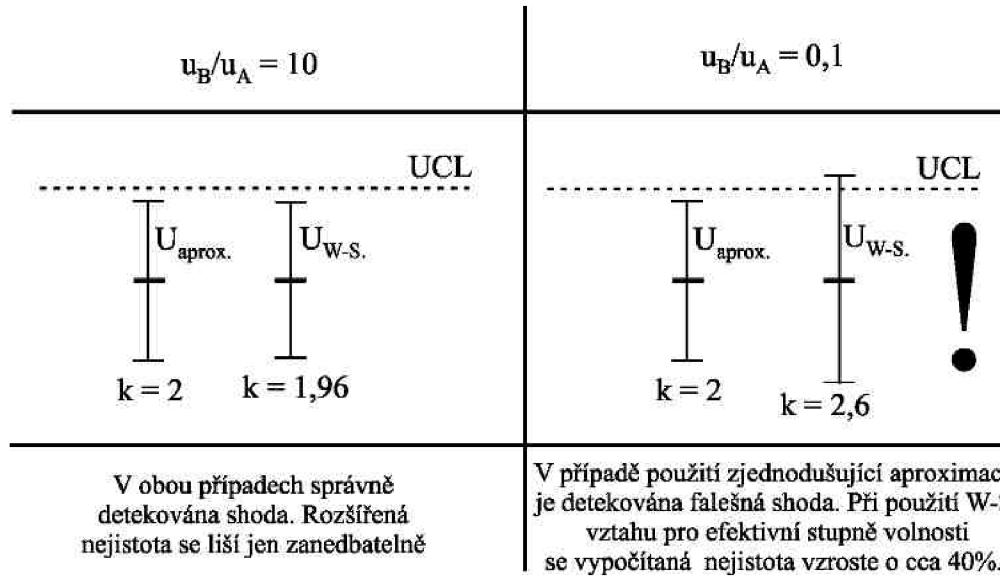 u_B/u_A = 10
UCL
U_aprox.
U_W-S.
k = 2
k = 1,96
V obou případech správně
detekována shoda. Rozšířená
nejistota se liší jen zanedbatelně
u_B/u_A = 0,1
UCL
U_aprox.
U_W-S.
!
k = 2
k = 2,6
V případě použití zjednodušující aproximac
je detekována falešná shoda. Při použití W-S
vztahu pro efektivní stupně volnosti
se vypočítaná nejistota vzroste o cca 40%.